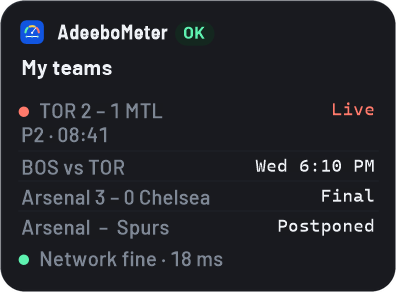 AdeeboMeter OK
My teams
TOR 2 – 1 MTL Live
P2 · 08:41
BOS vs TOR Wed 6:10 PM
Arsenal 3 – 0 Chelsea Final
Arsenal – Spurs Postponed
Network fine · 18 ms